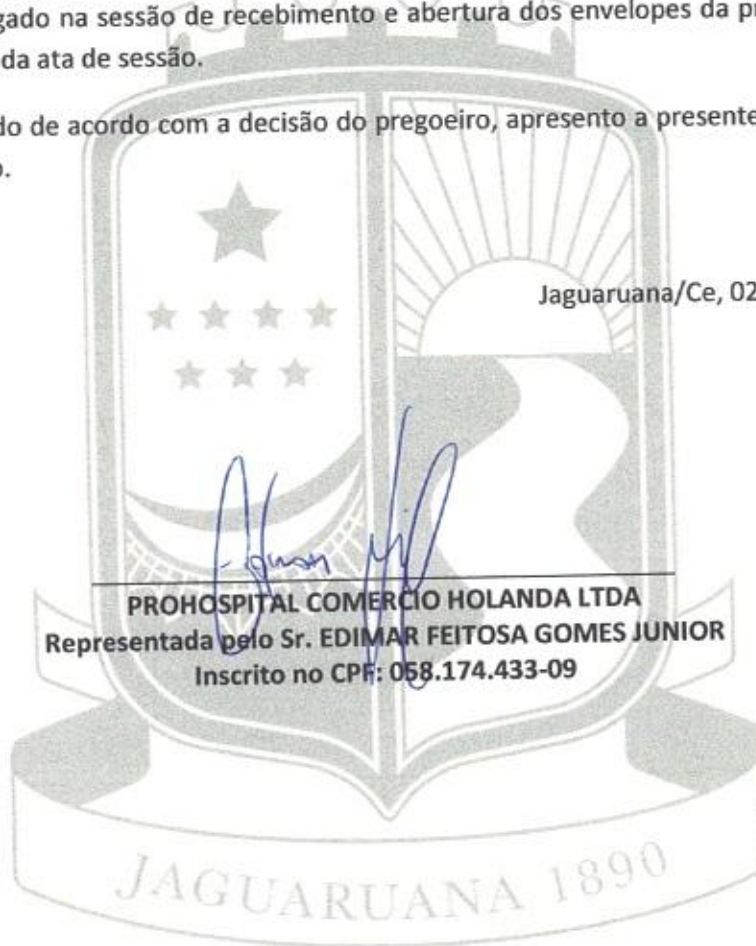 gado na sessão de recebimento e abertura dos envelopes da pr
da ata de sessão.
do de acordo com a decisão do pregoeiro, apresento a presente
o.
Jaguaruana/Ce, 02
PROHOSPITAL COMERCIO HOLANDA LTDA
Representada pelo Sr. EDIMAR FEITOSA GOMES JUNIOR
Inscrito no CPF: 058.174.433-09
JAGUARUANA 1890